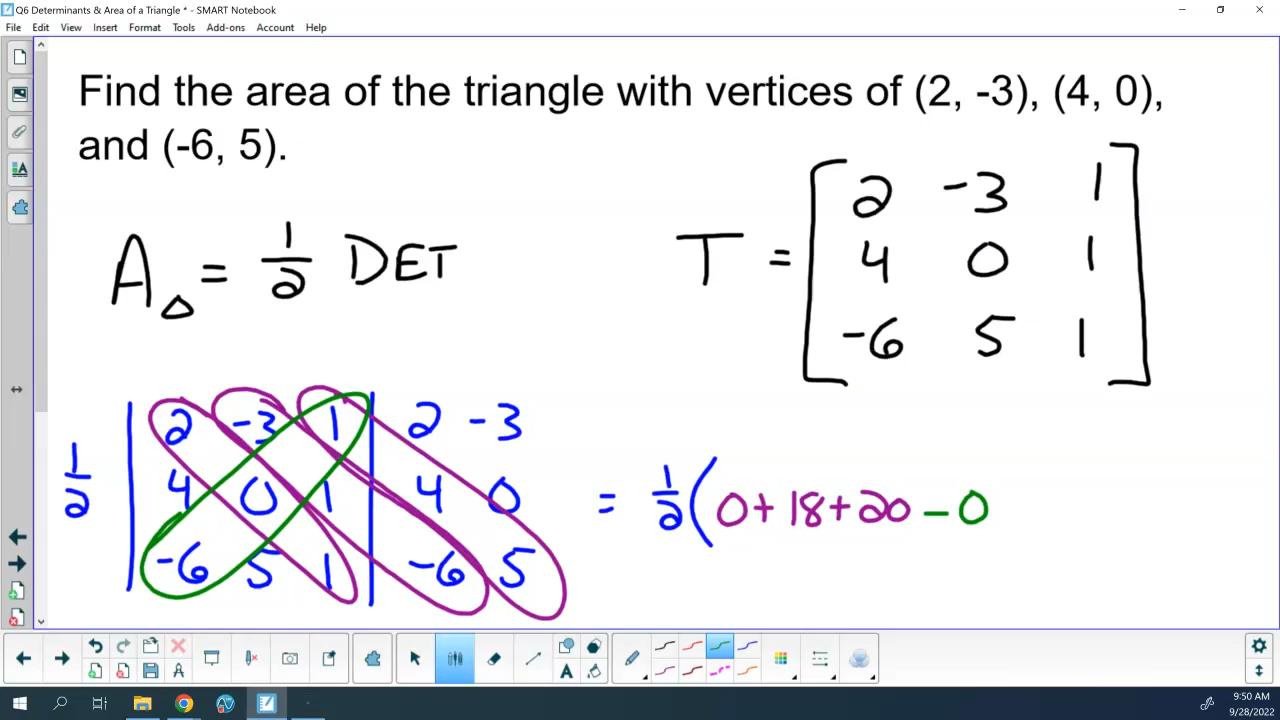 Q6 Determinants & Area of a Triangle * - SMART Notebook
File Edit View Insert Format Tools Add-ons Account Help
Find the area of the triangle with vertices of (2, -3), (4, 0),
and (-6, 5).
A△ = 1/2 DET
T = [2 -3 1
4 0 1
-6 5 1]
1/2 | 2 -3 1 | 2 -3
4 0 1 | 4 0
-6 5 1 | -6 5
= 1/2 (0 + 18 + 20 - 0
9:50 AM
9/28/2022